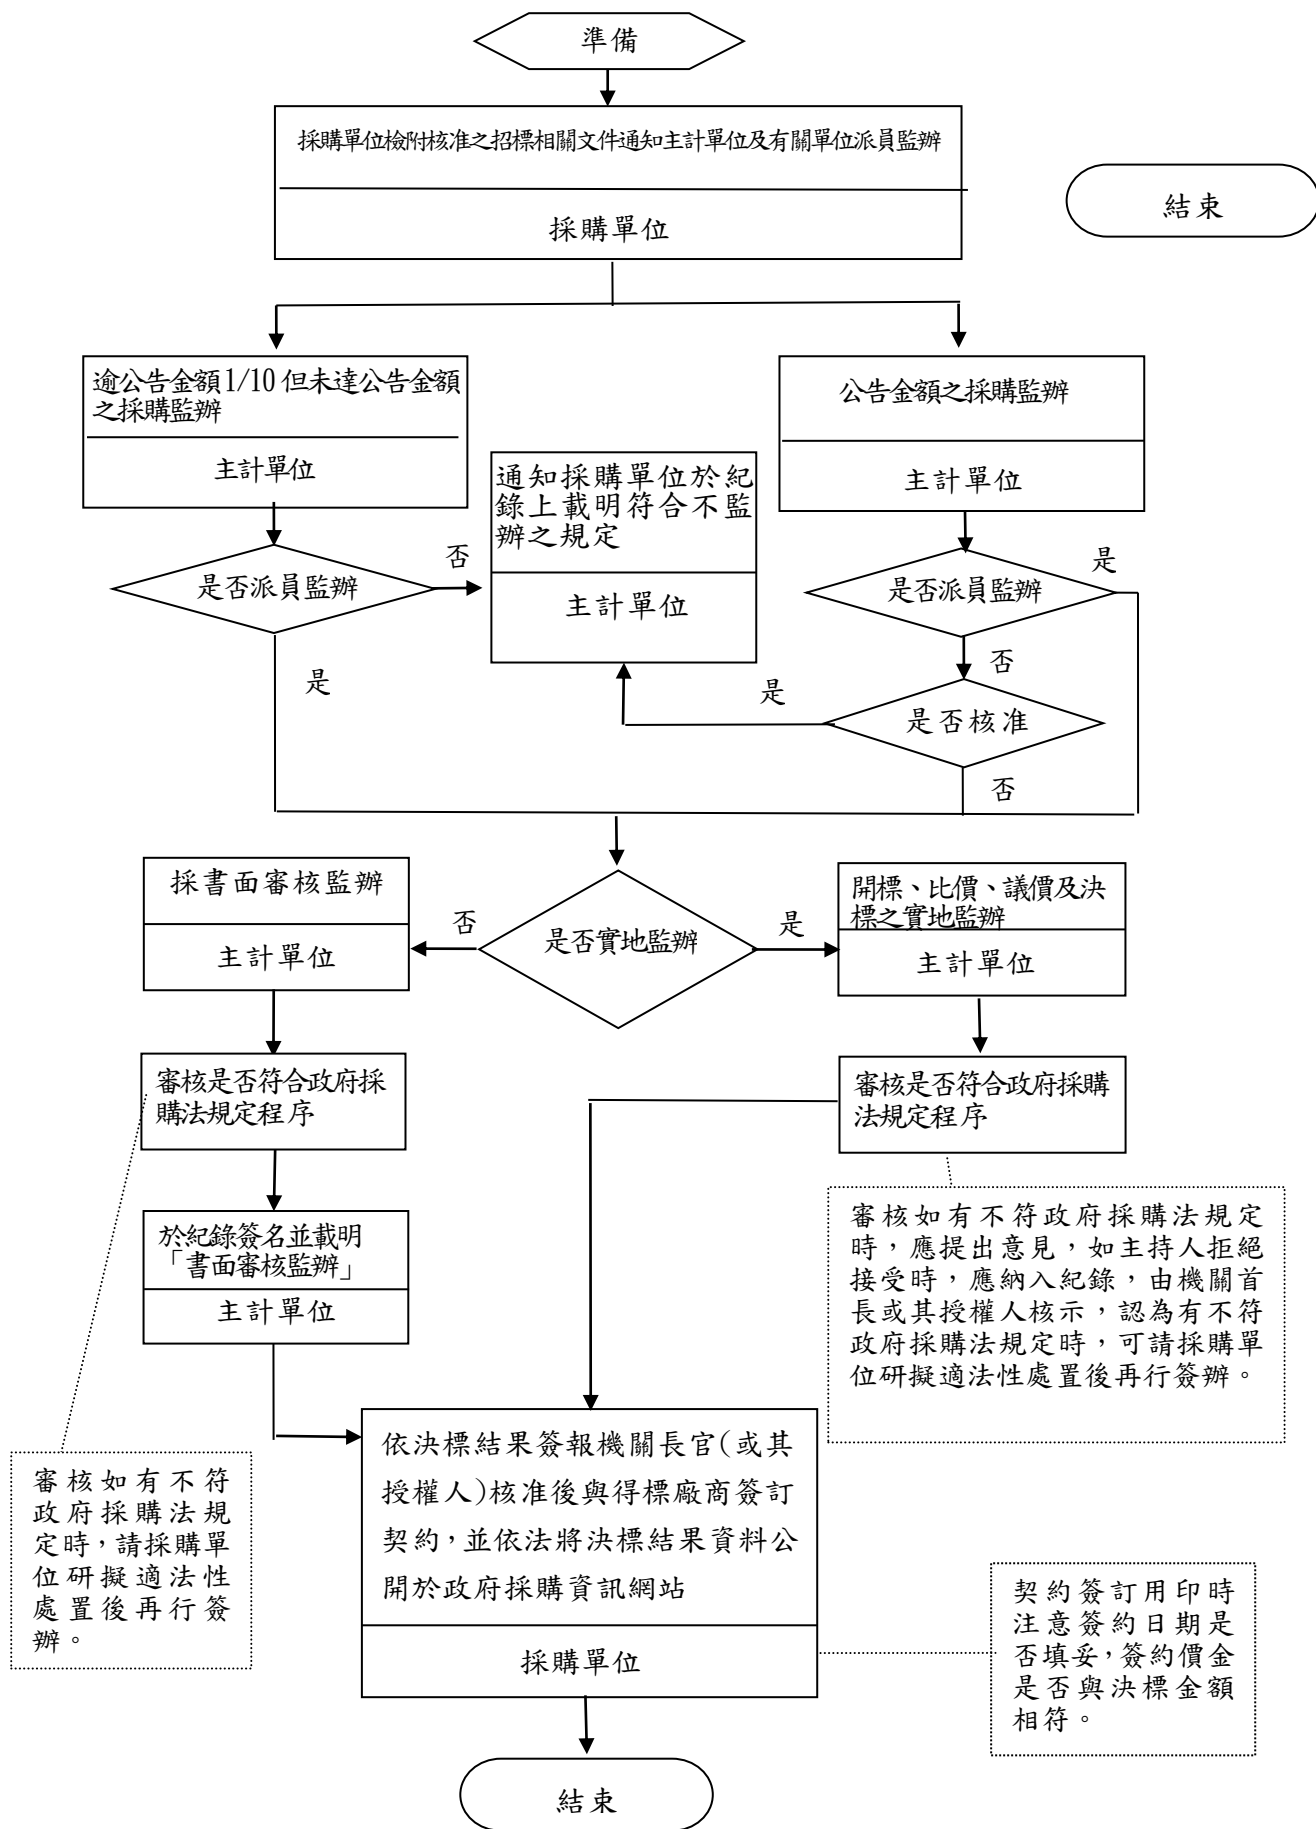 準備
採購單位檢附核准之招標相關文件通知主計單位及有關單位派員監辦
採購單位
結束
逾公告金額1/10但未達公告金額
之採購監辦
主計單位
公告金額之採購監辦
主計單位
通知採購單位於紀
錄上載明符合不監
辦之規定
主計單位
是否派員監辦
否
是
是否派員監辦
是
否
是否核准
是
否
採書面審核監辦
主計單位
否
是否實地監辦
是
開標、比價、議價及決
標之實地監辦
主計單位
審核是否符合政府採
購法規定程序
審核是否符合政府採購
法規定程序
於紀錄簽名並載明
「書面審核監辦」
主計單位
審核如有不符政府採購法規定
時，應提出意見，如主持人拒絕
接受時，應納入紀錄，由機關首
長或其授權人核示，認為有不符
政府採購法規定時，可請採購單
位研擬適法性處置後再行簽辦。
審核如有不符
政府採購法規
定時，請採購單
位研擬適法性
處置後再行簽
辦。
依決標結果簽報機關長官(或其
授權人)核准後與得標廠商簽訂
契約，並依法將決標結果資料公
開於政府採購資訊網站
採購單位
契約簽訂用印時
注意簽約日期是
否填妥，簽約價金
是否與決標金額
相符。
結束